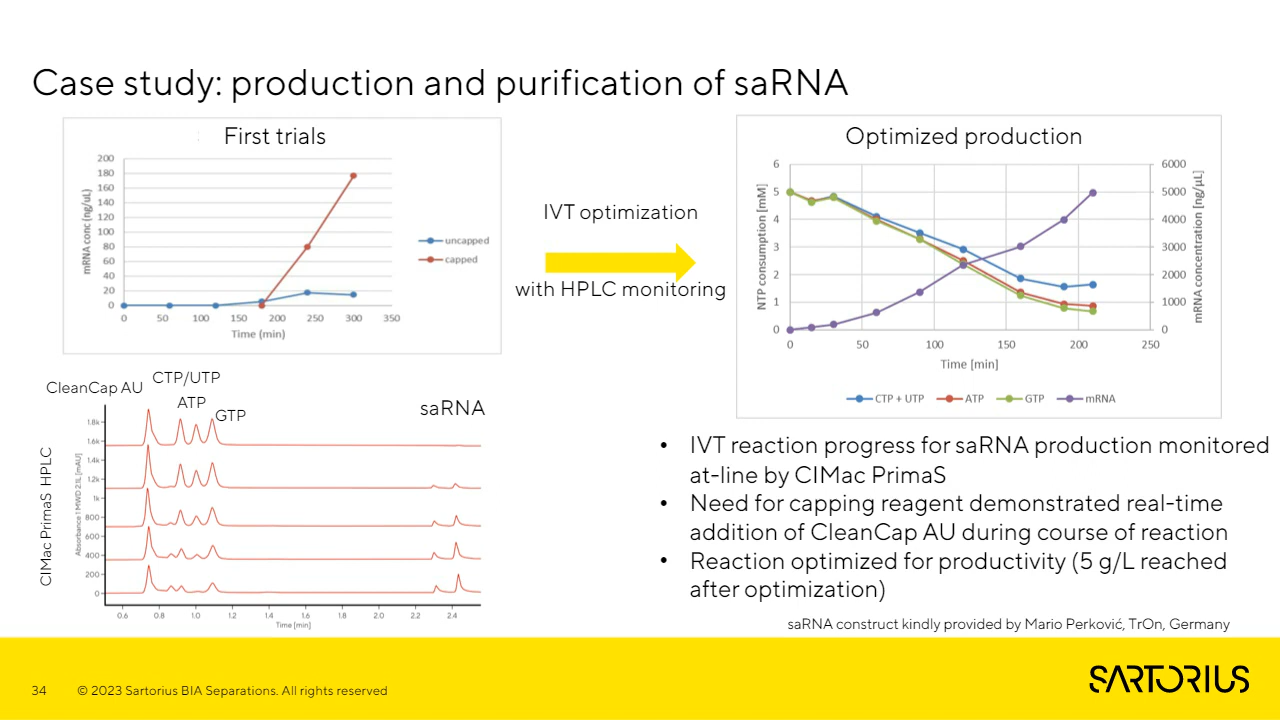 Case study: production and purification of saRNA
First trials
200
180
160
140
120
100
80
60
40
20
0
mRNA conc (ng/uL)
0 50 100 150 200 250 300 350
Time (min)
uncapped
capped
IVT optimization
with HPLC monitoring
Optimized production
6
5
4
3
2
1
0
NTP consumption [mM]
6000
5000
4000
3000
2000
1000
0
mRNA concentration [ng/µL]
0 50 100 150 200 250
Time [min]
CTP + UTP ATP GTP mRNA
CleanCap AU
CTP/UTP
ATP
GTP
saRNA
CIMac PrimaS HPLC
Absorbance 1 MWD 2.1L [mAU]
1.8k
1.6k
1.4k
1.2k
1k
800
600
400
200
0
0.6 0.8 1.0 1.2 1.4 1.6 1.8 2.0 2.2 2.4
Time [min]
• IVT reaction progress for saRNA production monitored
at-line by CIMac PrimaS
• Need for capping reagent demonstrated real-time
addition of CleanCap AU during course of reaction
• Reaction optimized for productivity (5 g/L reached
after optimization)
saRNA construct kindly provided by Mario Perković, TrOn, Germany
34 © 2023 Sartorius BIA Separations. All rights reserved
SARTORIUS